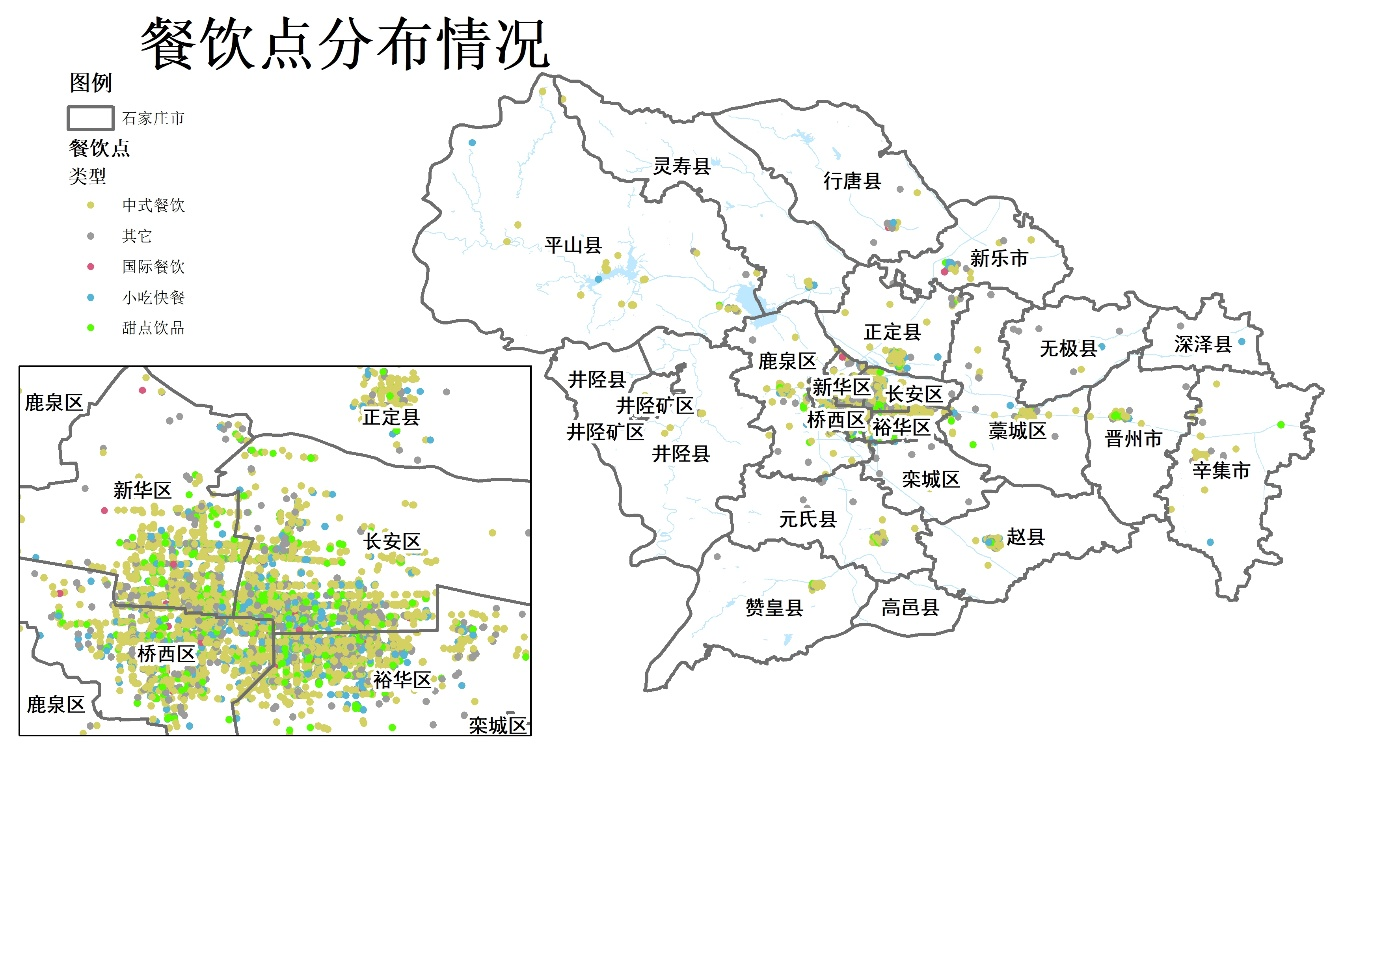 餐饮点分布情况
图例
石家庄市
餐饮点
类型
中式餐饮
其它
国际餐饮
小吃快餐
甜点饮品
灵寿县
行唐县
平山县
新乐市
正定县
无极县
深泽县
鹿泉区
井陉县
新华区
长安区
井陉矿区
桥西区
裕华区
藁城区
晋州市
井陉矿区
井陉县
栾城区
辛集市
元氏县
赵县
赞皇县
高邑县
鹿泉区
正定县
新华区
长安区
桥西区
裕华区
鹿泉区
栾城区